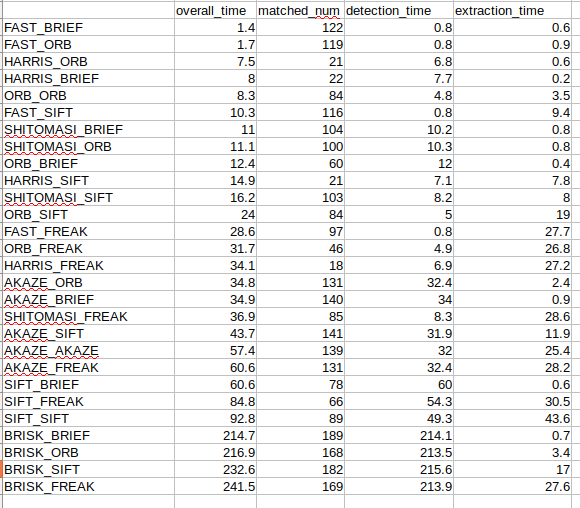 overall_time matched_num detection_time extraction_time
FAST_BRIEF 1.4 122 0.8 0.6
FAST_ORB 1.7 119 0.8 0.9
HARRIS_ORB 7.5 21 6.8 0.6
HARRIS_BRIEF 8 22 7.7 0.2
ORB_ORB 8.3 84 4.8 3.5
FAST_SIFT 10.3 116 0.8 9.4
SHITOMASI_BRIEF 11 104 10.2 0.8
SHITOMASI_ORB 11.1 100 10.3 0.8
ORB_BRIEF 12.4 60 12 0.4
HARRIS_SIFT 14.9 21 7.1 7.8
SHITOMASI_SIFT 16.2 103 8.2 8
ORB_SIFT 24 84 5 19
FAST_FREAK 28.6 97 0.8 27.7
ORB_FREAK 31.7 46 4.9 26.8
HARRIS_FREAK 34.1 18 6.9 27.2
AKAZE_ORB 34.8 131 32.4 2.4
AKAZE_BRIEF 34.9 140 34 0.9
SHITOMASI_FREAK 36.9 85 8.3 28.6
AKAZE_SIFT 43.7 141 31.9 11.9
AKAZE_AKAZE 57.4 139 32 25.4
AKAZE_FREAK 60.6 131 32.4 28.2
SIFT_BRIEF 60.6 78 60 0.6
SIFT_FREAK 84.8 66 54.3 30.5
SIFT_SIFT 92.8 89 49.3 43.6
BRISK_BRIEF 214.7 189 214.1 0.7
BRISK_ORB 216.9 168 213.5 3.4
BRISK_SIFT 232.6 182 215.6 17
BRISK_FREAK 241.5 169 213.9 27.6